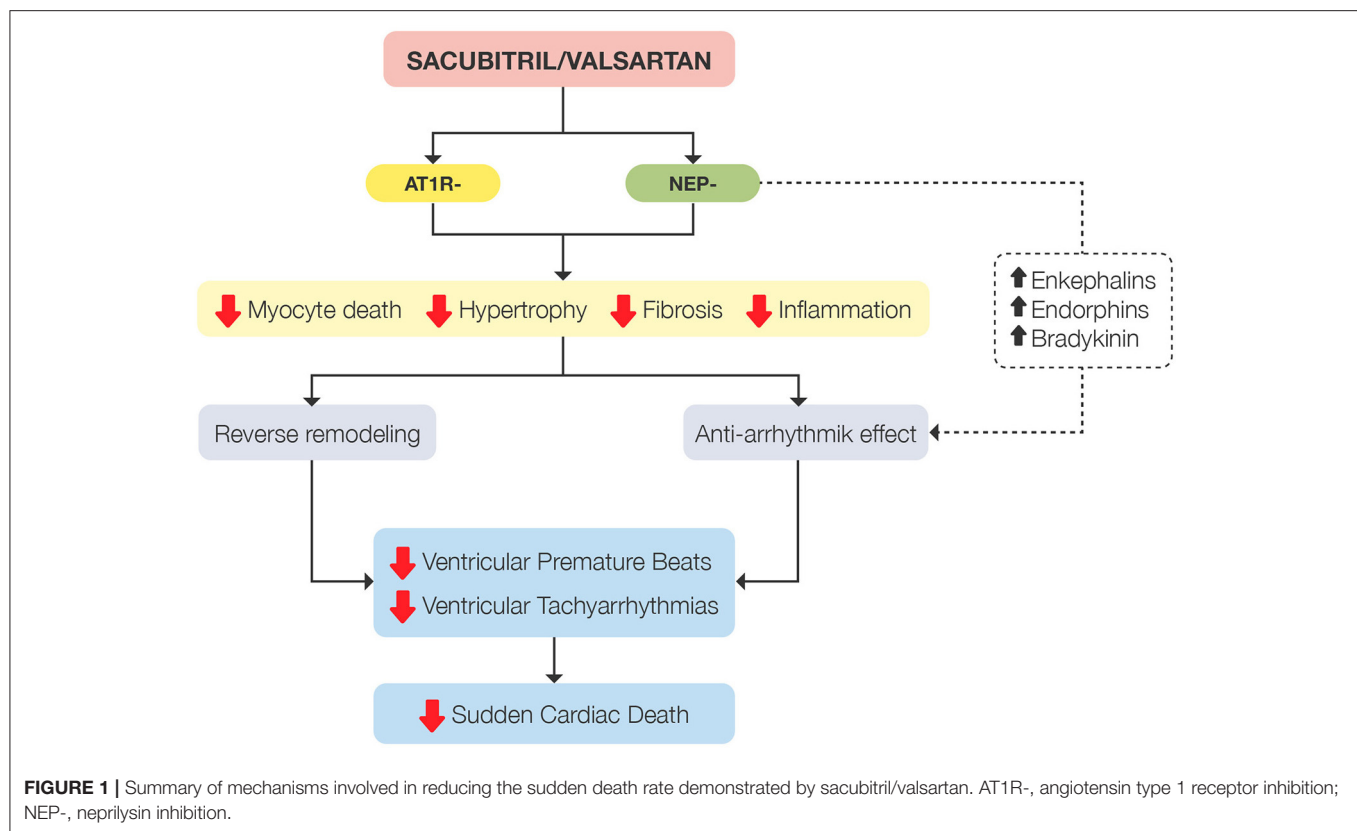 SACUBITRIL/VALSARTAN
AT1R-
NEP-
Enkephalins
Endorphins
Bradykinin
Myocyte death Hypertrophy Fibrosis Inflammation
Reverse remodeling
Anti-arrhythmik effect
Ventricular Premature Beats
Ventricular Tachyarrhythmias
Sudden Cardiac Death
FIGURE 1 | Summary of mechanisms involved in reducing the sudden death rate demonstrated by sacubitril/valsartan. AT1R-, angiotensin type 1 receptor inhibition;
NEP-, neprilysin inhibition.